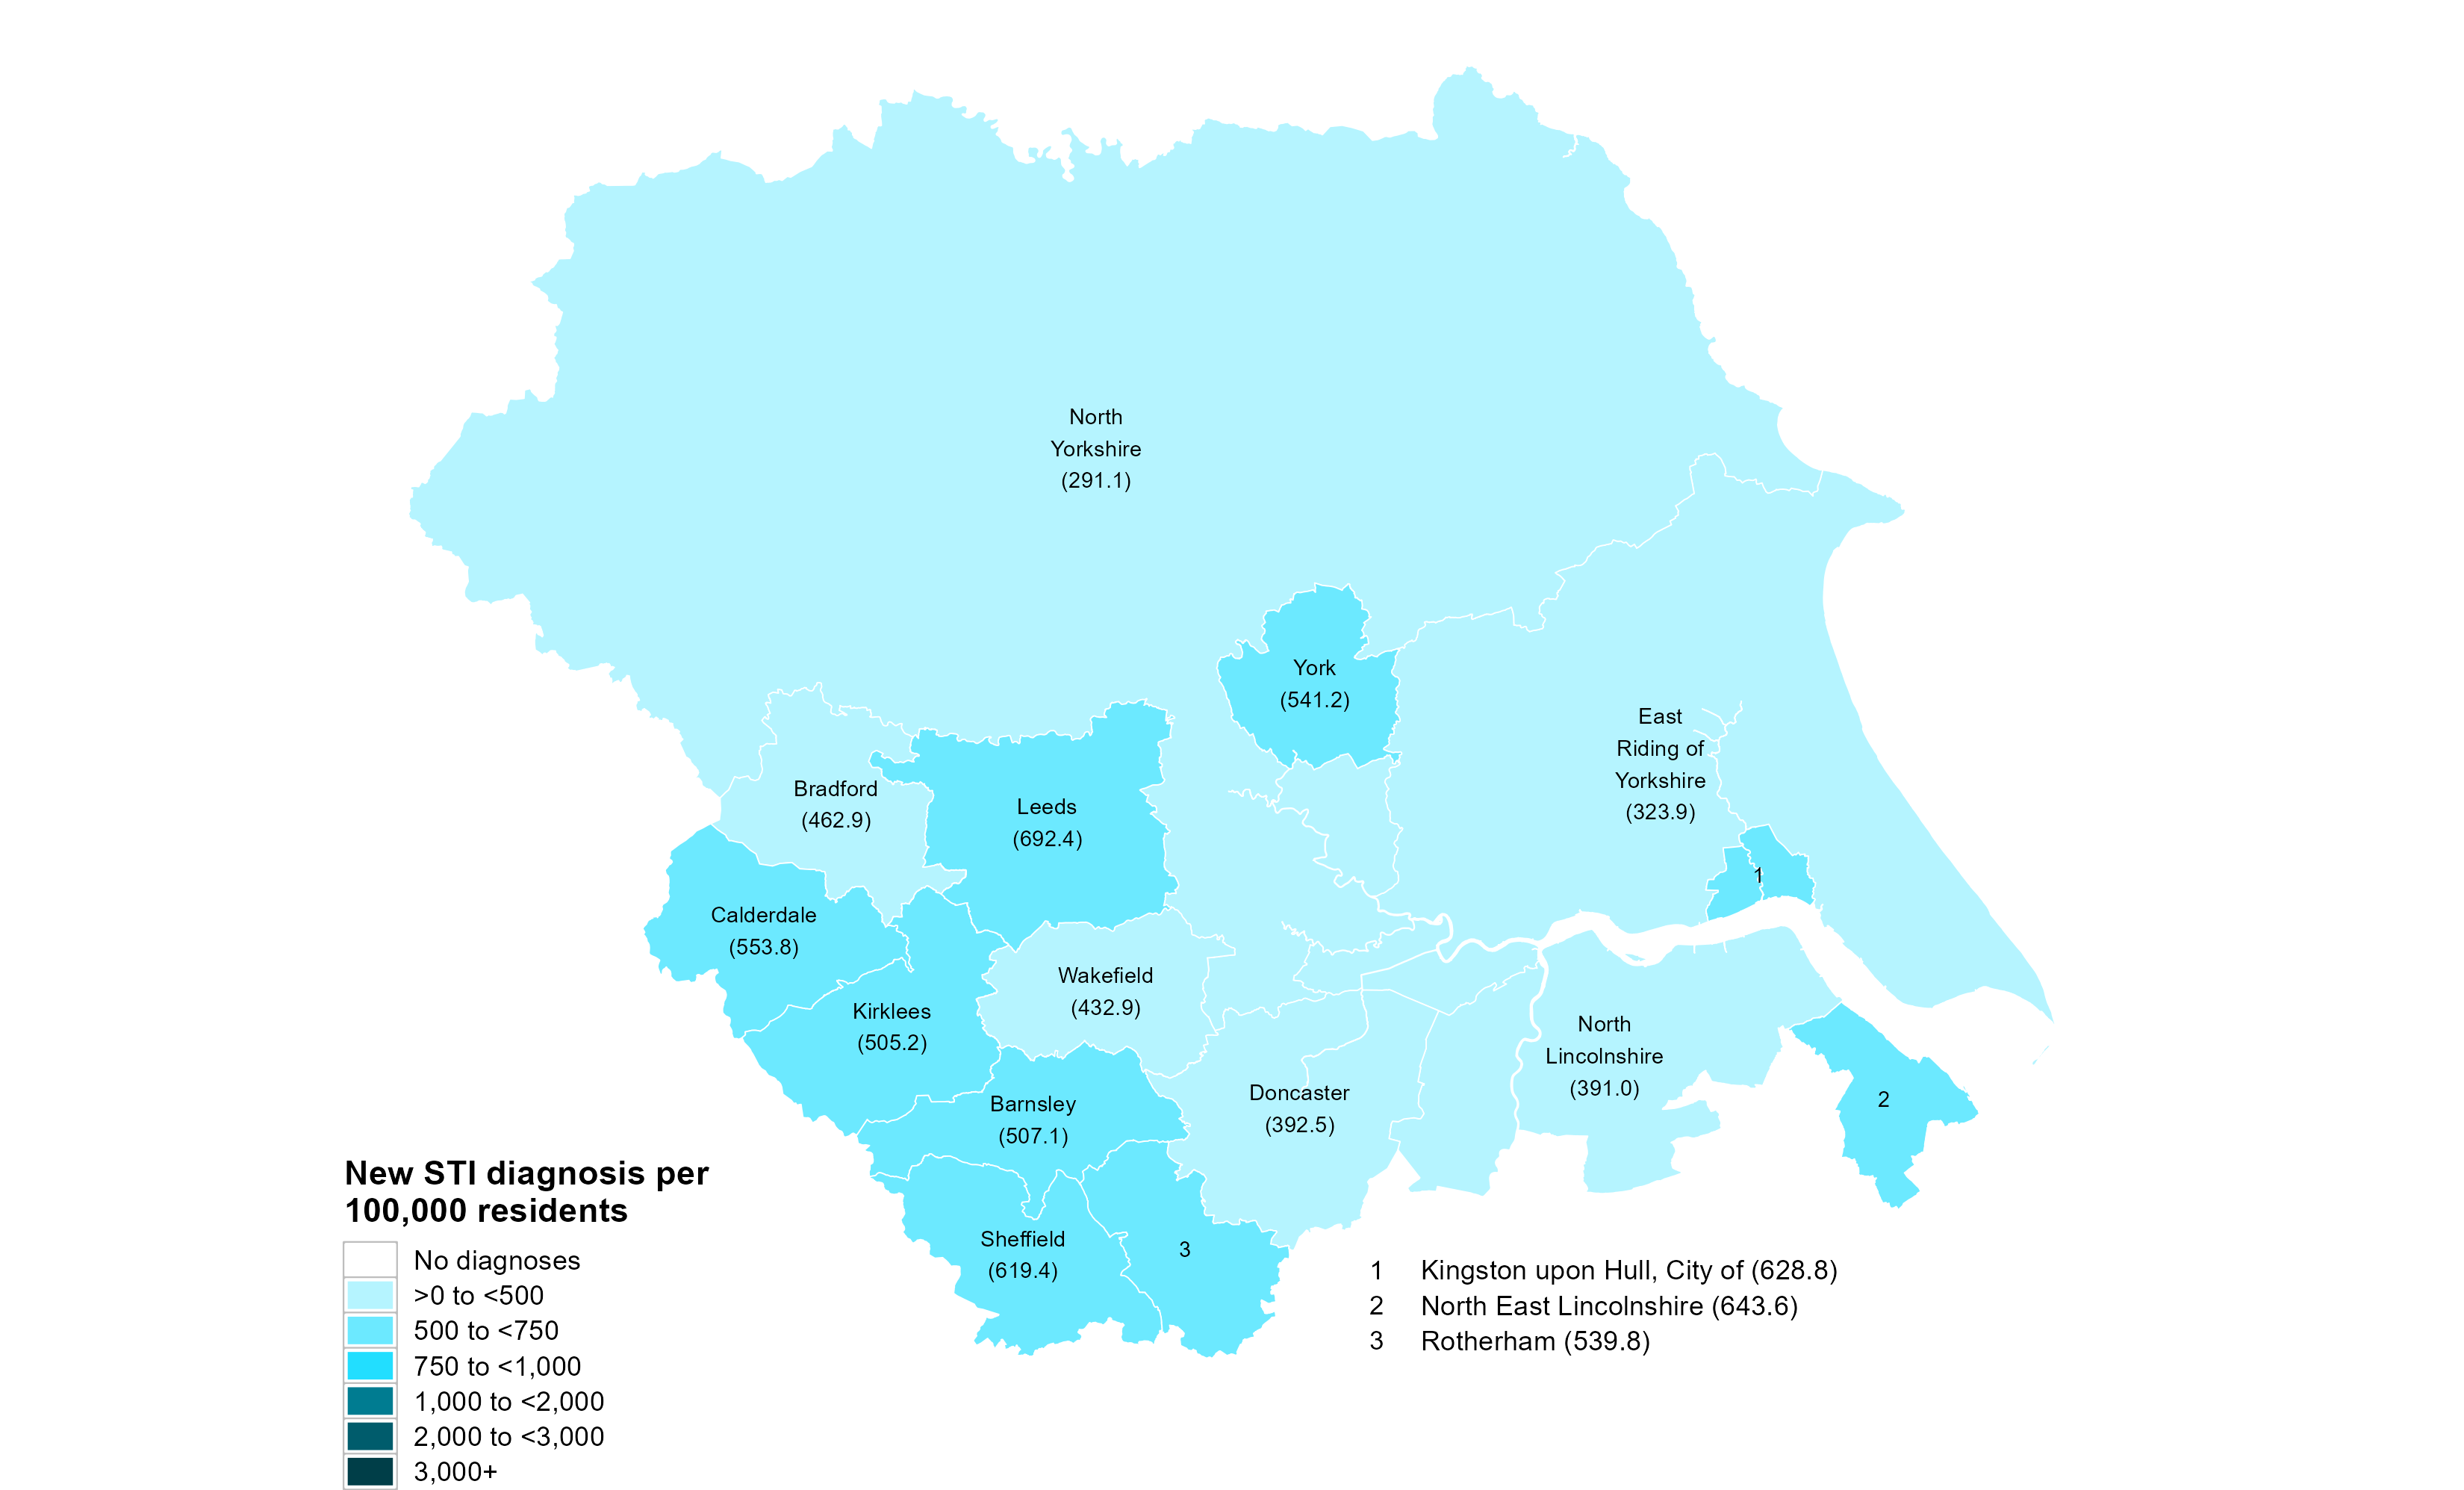 North
Yorkshire
(291.1)
York
(541.2)
East
Riding of
Yorkshire
(323.9)
Bradford
(462.9)
Leeds
(692.4)
1
Calderdale
(553.8)
Wakefield
(432.9)
Kirklees
(505.2)
North
Lincolnshire
(391.0)
Doncaster
(392.5)
2
Barnsley
(507.1)
Sheffield
(619.4)
3
New STI diagnosis per
100,000 residents
No diagnoses
>0 to <500
500 to <750
750 to <1,000
1,000 to <2,000
2,000 to <3,000
3,000+
1 Kingston upon Hull, City of (628.8)
2 North East Lincolnshire (643.6)
3 Rotherham (539.8)